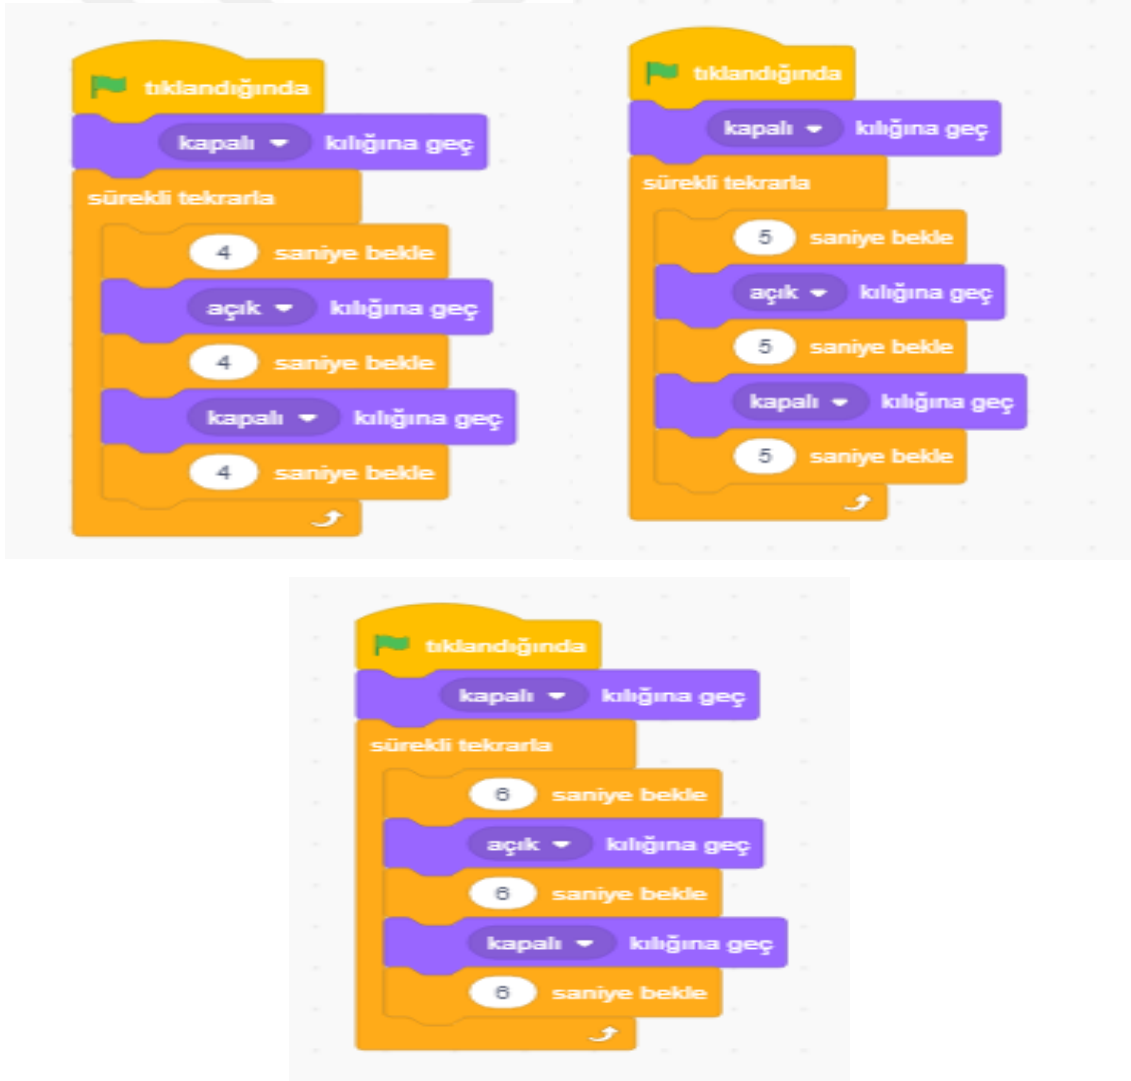 tıklandığında
kapalı kılığına geç
sürekli tekrarla
4 saniye bekle
açık kılığına geç
4 saniye bekle
kapalı kılığına geç
4 saniye bekle
tıklandığında
kapalı kılığına geç
sürekli tekrarla
5 saniye bekle
açık kılığına geç
5 saniye bekle
kapalı kılığına geç
5 saniye bekle
tıklandığında
kapalı kılığına geç
sürekli tekrarla
6 saniye bekle
açık kılığına geç
6 saniye bekle
kapalı kılığına geç
6 saniye bekle